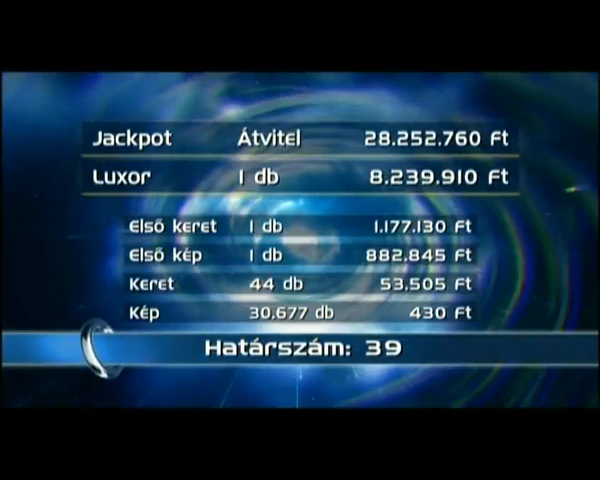 Jackpot Átvitel 28.252.760 Ft
Luxor 1 db 8.239.910 Ft
Első keret 1 db 1.177.130 Ft
Első kép 1 db 882.845 Ft
Keret 44 db 53.505 Ft
Kép 30.677 db 430 Ft
Határszám: 39